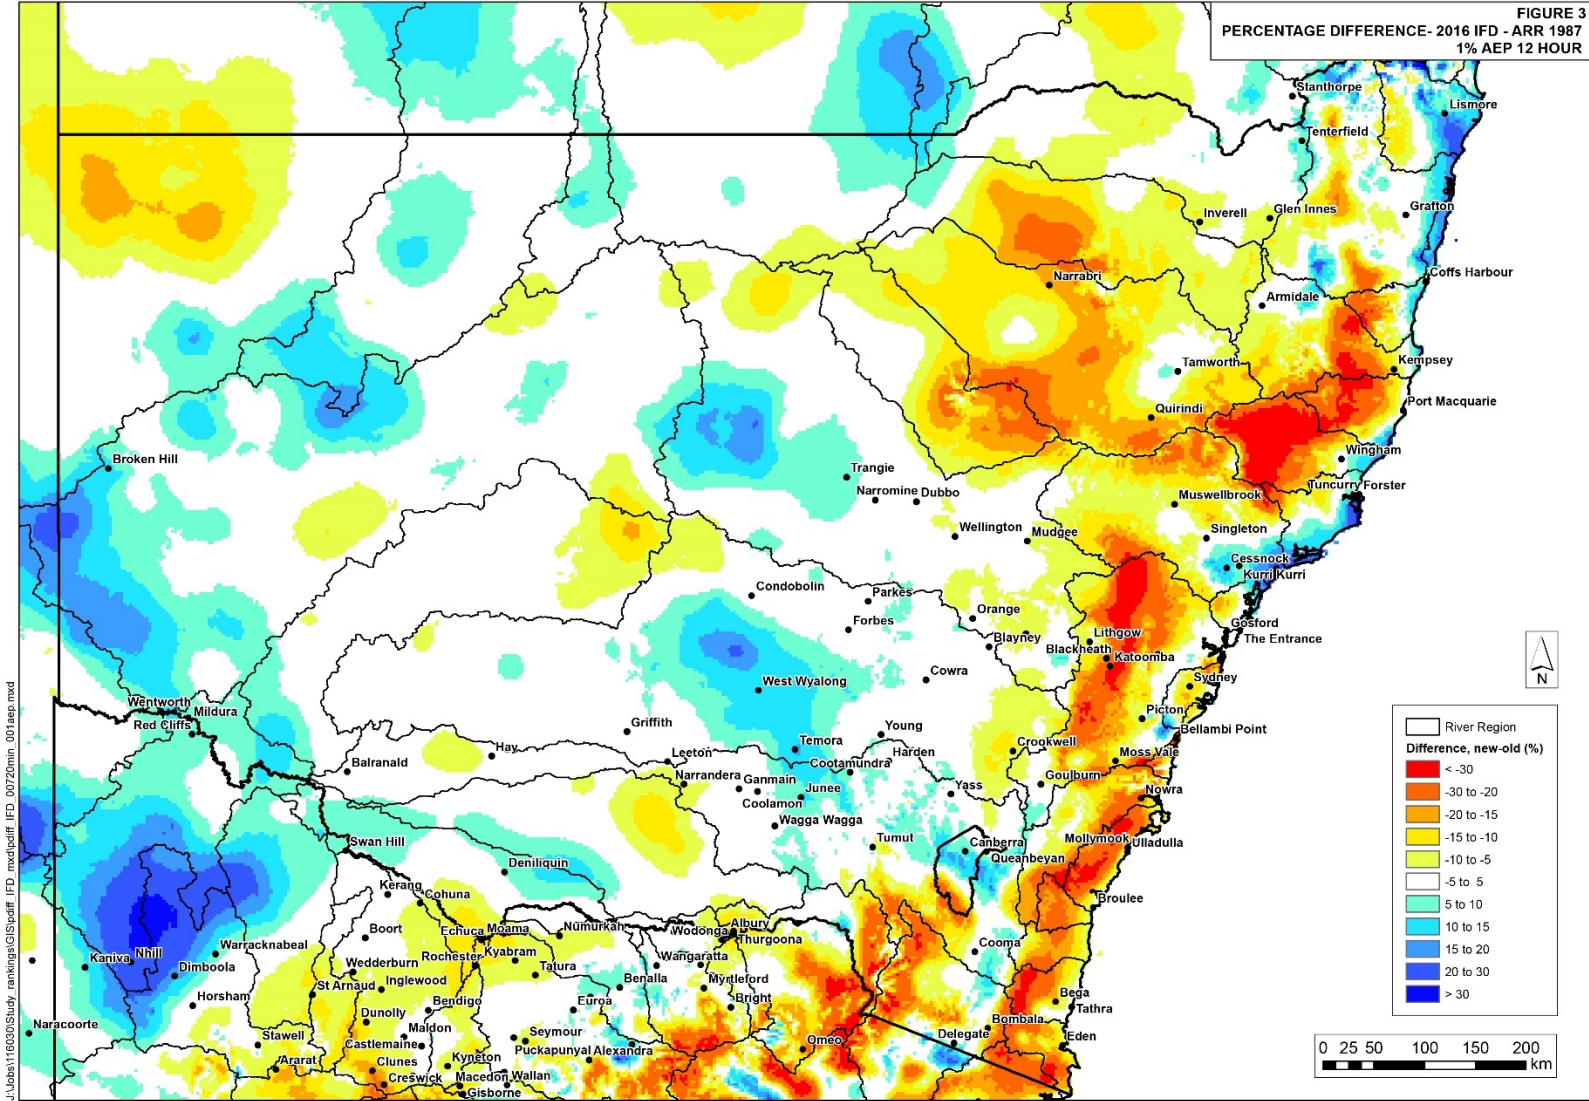 FIGURE 3
PERCENTAGE DIFFERENCE- 2016 IFD - ARR 1987
1% AEP 12 HOUR
Stanthorpe
Lismore
Tenterfield
Inverell
Glen Innes
Grafton
Narrabri
Coffs Harbour
Armidale
Tamworth
Kempsey
Quirindi
Port Macquarie
Broken Hill
Wingham
Trangie
Tuncurry Forster
Narromine
Dubbo
Muswellbrook
Wellington
Mudgee
Singleton
Cessnock
Kurri Kurri
Condobolin
Parkes
Orange
Forbes
Gosford
Blayney
Lithgow
The Entrance
Blackheath
Katoomba
Cowra
Sydney
West Wyalong
Wentworth
Mildura
Red Cliffs
Picton
Griffith
Young
Bellambi Point
Temora
Harden
Crookwell
Moss Vale
Hay
Leeton
Cootamundra
Balranald
Narrandera
Ganmain
Junee
Yass
Goulburn
Coolamon
Nowra
Wagga Wagga
Swan Hill
Tumut
Canberra
Mollymook
Ulladulla
Queanbeyan
Deniliquin
Kerang
Cohuna
Broulee
Boort
Echuca
Moama
Numurkah
Albury
Wodonga
Thurgoona
Cooma
Warracknabeal
Rochester
Kyabram
Nhill
Kaniva
Wangaratta
Dimboola
Wedderburn
Tatura
Benalla
Myrtleford
St Arnaud
Inglewood
Horsham
Bendigo
Euroa
Bright
Bega
Tathra
Dunolly
Naracoorte
Maldon
Seymour
Bombala
Stawell
Castlemaine
Delegate
Eden
Omeo
Puckapunyal
Alexandra
Ararat
Clunes
Kyneton
Creswick
Macedon
Wallan
Gisborne
N
River Region
Difference, new-old (%)
< -30
-30 to -20
-20 to -15
-15 to -10
-10 to -5
-5 to 5
5 to 10
10 to 15
15 to 20
20 to 30
> 30
0 25 50 100 150 200
km
J:\Jobs\116030\Study_rankings\GIS\pdiff_IFD_mxd\pdiff_IFD_00720min_001aep.mxd